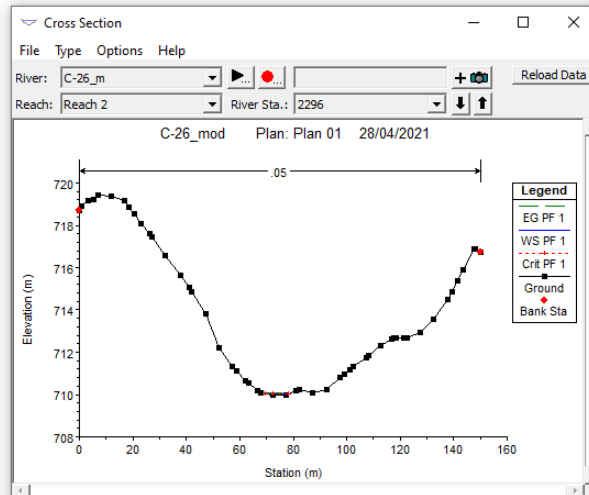 Cross Section
File Type Options Help
River: C-26_m Reload Data
Reach: Reach 2 River Sta.: 2296
C-26_mod Plan: Plan 01 28/04/2021
.05
720
718
716
714
712
710
708
0 20 40 60 80 100 120 140 160
Elevation (m)
Station (m)
Legend
EG PF 1
WS PF 1
Crit PF 1
Ground
Bank Sta